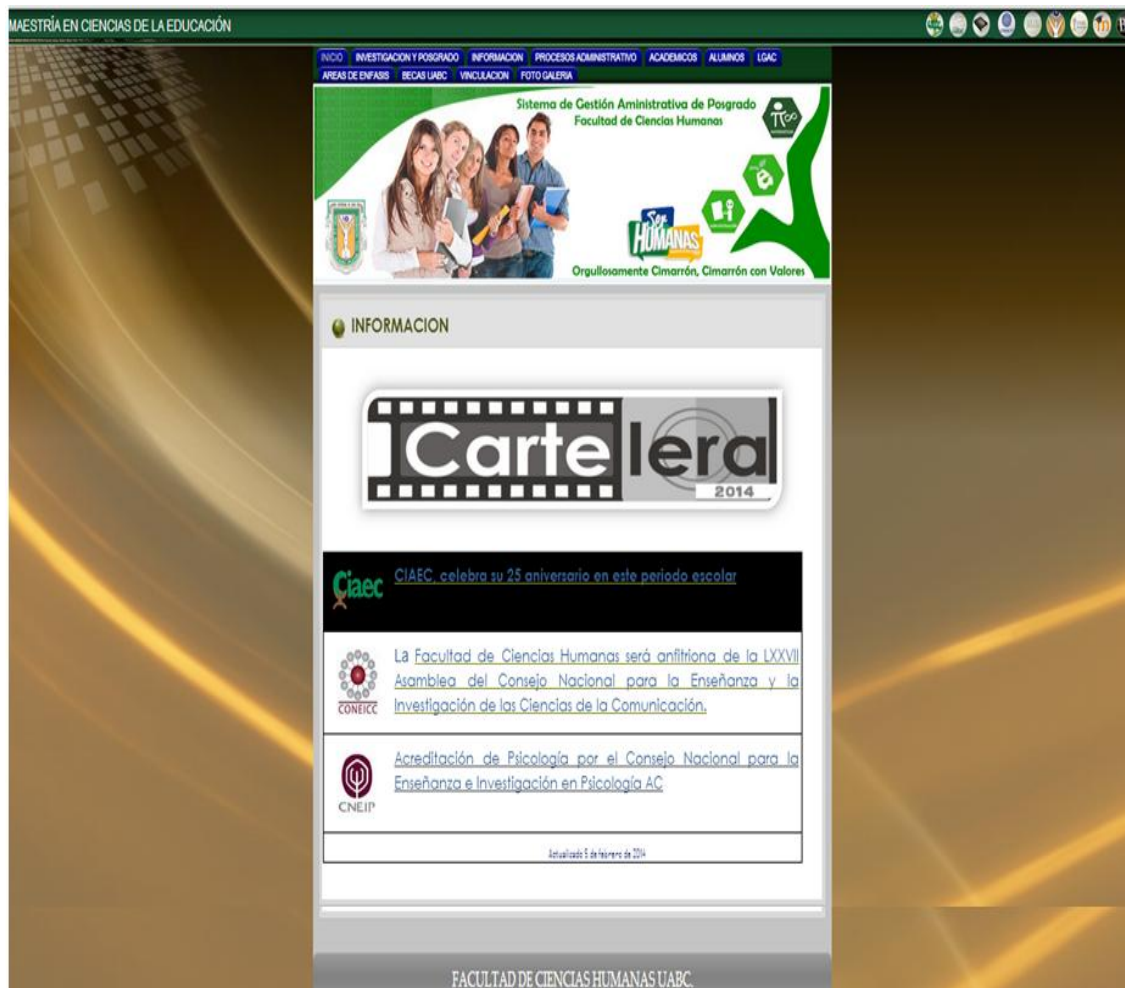 MAESTRÍA EN CIENCIAS DE LA EDUCACIÓN
INICIO INVESTIGACION Y POSGRADO INFORMACION PROCESOS ADMINISTRATIVO ACADEMICOS ALUMNOS LGAC
AREAS DE ENFASIS BECAS UABC VINCULACION FOTO GALERIA
Sistema de Gestión Aministrativa de Posgrado
Facultad de Ciencias Humanas
Ser
HUMANAS
Orgullosamente Cimarrón, Cimarrón con Valores
INFORMACION
Cartelera
2014
Ciaec
CIAEC, celebra su 25 aniversario en este periodo escolar
La Facultad de Ciencias Humanas será anfitriona de la LXXVII
Asamblea del Consejo Nacional para la Enseñanza y la
Investigación de las Ciencias de la Comunicación.
CONEICC
Acreditación de Psicología por el Consejo Nacional para la
Enseñanza e Investigación en Psicología AC
CNEIP
Actualizado 5 de febrero de 2014
FACULTAD DE CIENCIAS HUMANAS UABC.